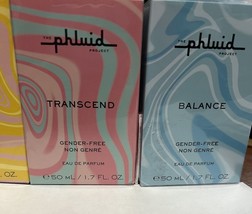 OZ.
THE
phluid
PROJECT
TRANSCEND
GENDER-FREE
NON GENRE
EAU DE PARFUM
℮ 50 ML / 1.7 FL. OZ.
THE
phluid
PROJECT
BALANCE
GENDER-FREE
NON GENRE
EAU DE PARFUM
℮ 50 ML / 1.7 FL. OZ.